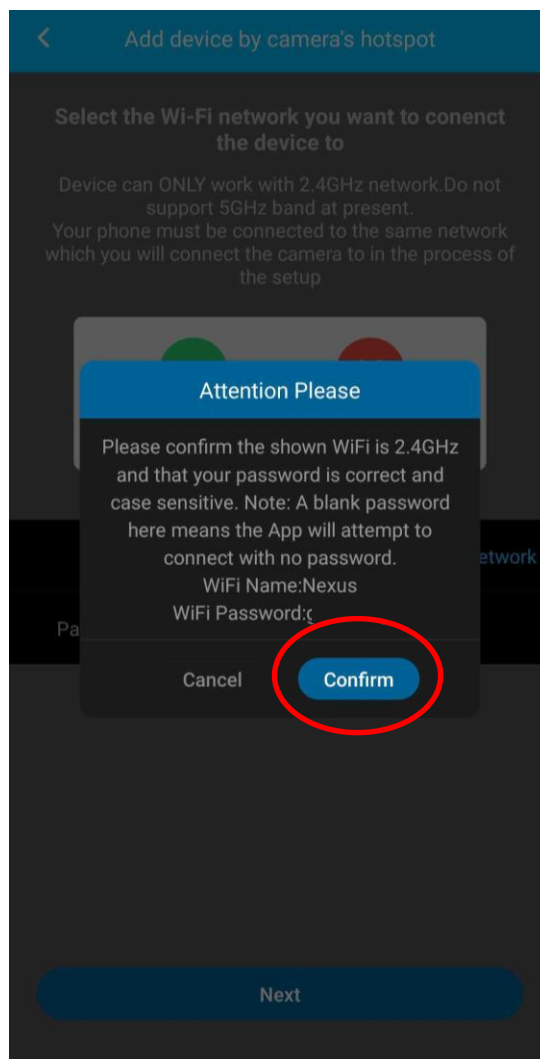 Add device by camera's hotspot
Select the Wi-Fi network you want to conenct
the device to
Device can ONLY work with 2.4GHz network.Do not
support 5GHz band at present.
Your phone must be connected to the same network
which you will connect the camera to in the process of
the setup
Attention Please
Please confirm the shown WiFi is 2.4GHz
and that your password is correct and
case sensitive. Note: A blank password
here means the App will attempt to
connect with no password.
WiFi Name:Nexus
WiFi Password:
etwork
Pa
Cancel
Confirm
Next